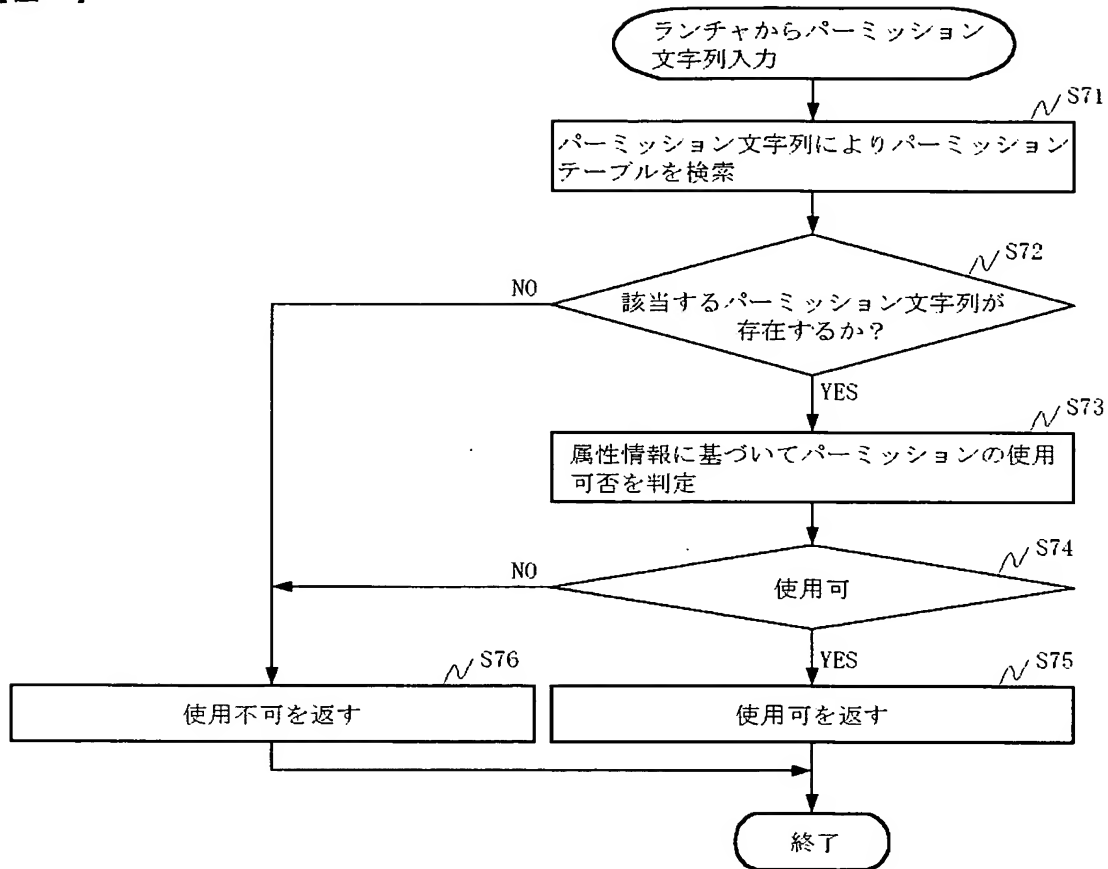 ランチャからパーミッション
文字列入力
S71
パーミッション文字列によりパーミッション
テーブルを検索
S72
NO
該当するパーミッション文字列が
存在するか？
YES
S73
属性情報に基づいてパーミッションの使用
可否を判定
S74
NO
使用可
YES
S76
S75
使用不可を返す
使用可を返す
終了